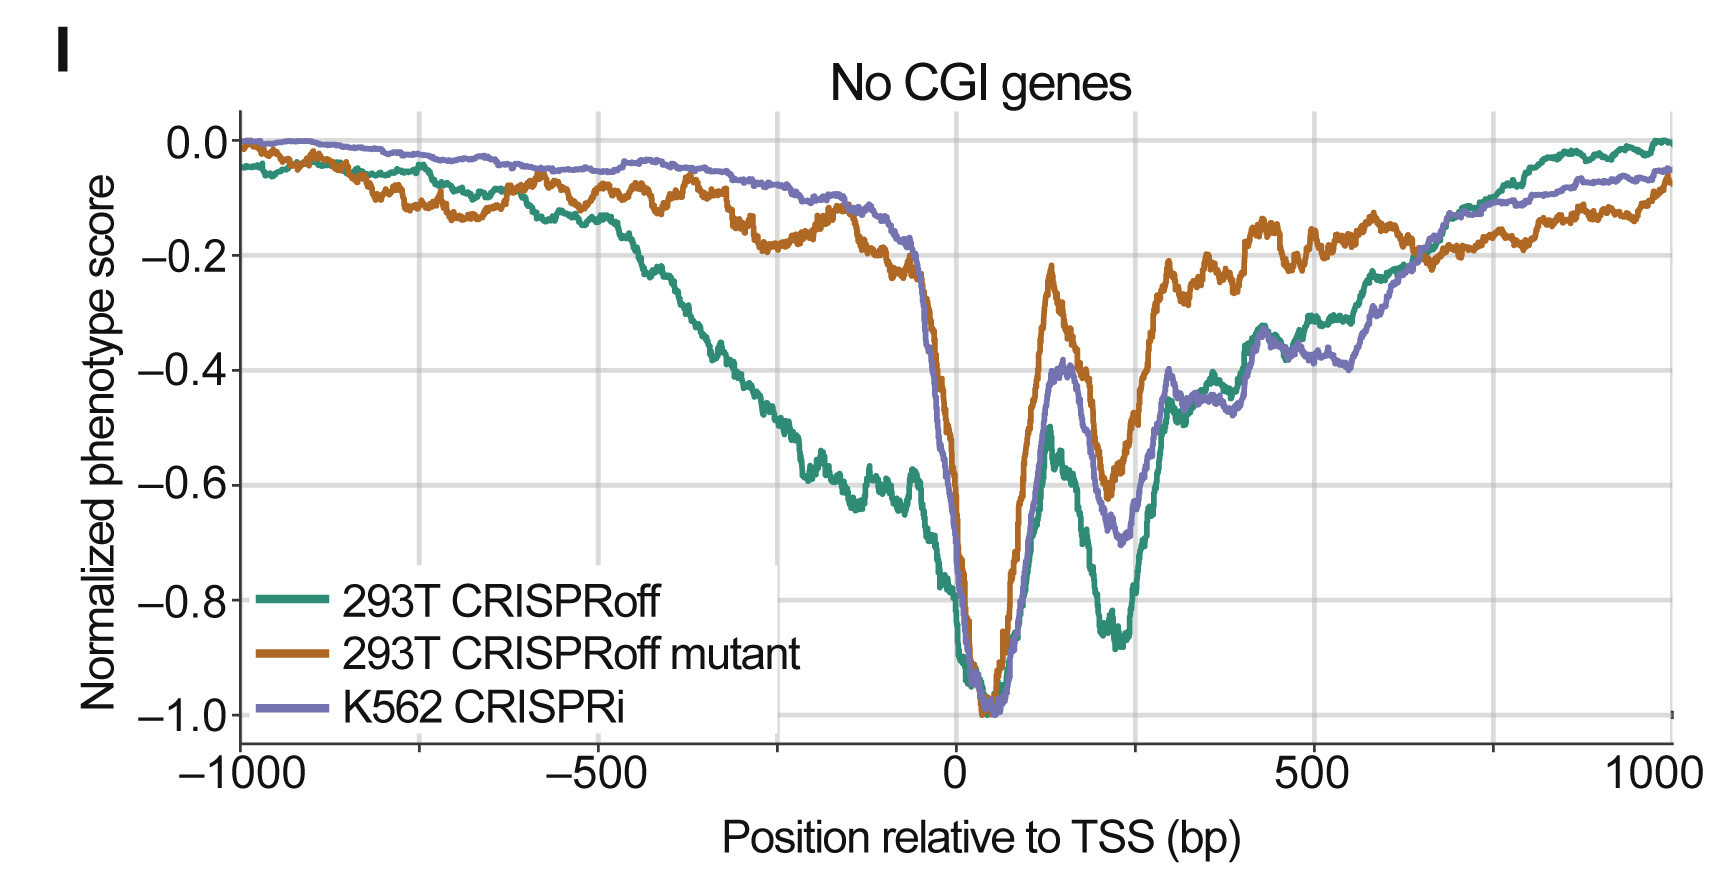 I
No CGI genes
Normalized phenotype score
0.0
–0.2
–0.4
–0.6
–0.8
–1.0
293T CRISPRoff
293T CRISPRoff mutant
K562 CRISPRi
–1000
–500
0
500
1000
Position relative to TSS (bp)